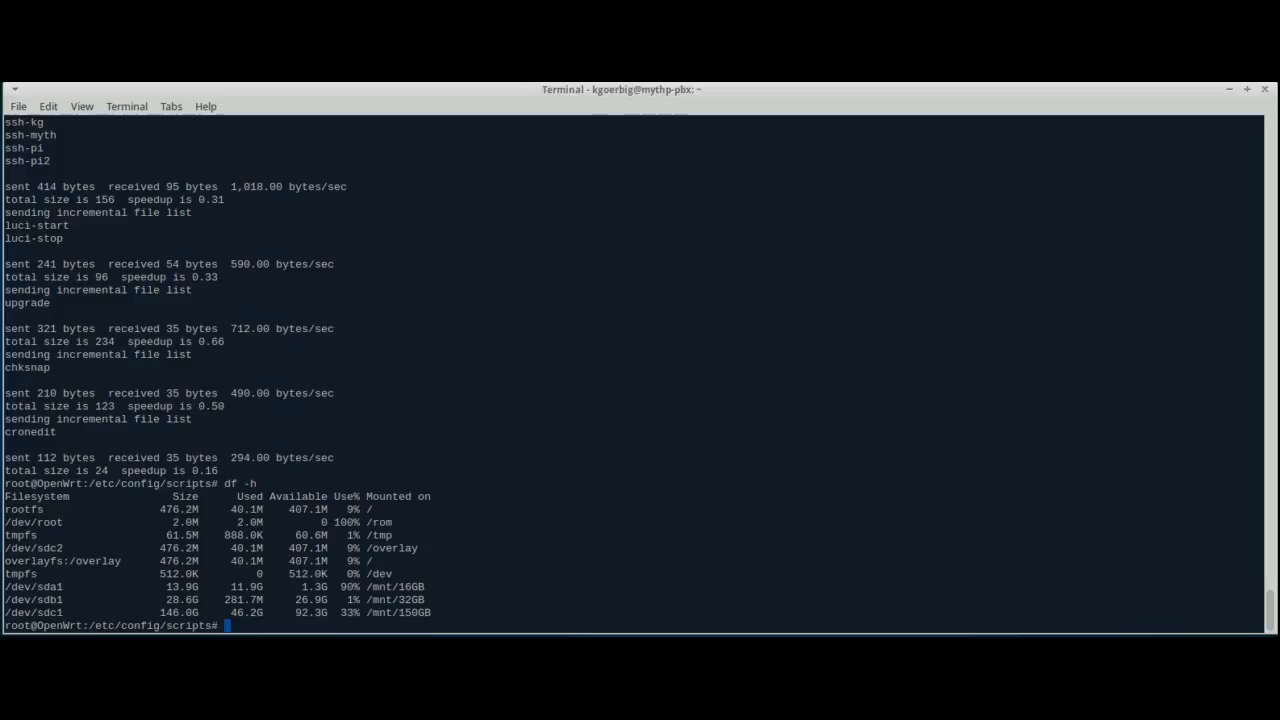 Terminal - kgoerbig@mythp-pbx: ~
File Edit View Terminal Tabs Help
ssh-kg
ssh-myth
ssh-pi
ssh-pi2
sent 414 bytes  received 95 bytes  1,018.00 bytes/sec
total size is 156  speedup is 0.31
sending incremental file list
luci-start
luci-stop
sent 241 bytes  received 54 bytes  590.00 bytes/sec
total size is 96  speedup is 0.33
sending incremental file list
upgrade
sent 321 bytes  received 35 bytes  712.00 bytes/sec
total size is 234  speedup is 0.66
sending incremental file list
chksnap
sent 210 bytes  received 35 bytes  490.00 bytes/sec
total size is 123  speedup is 0.50
sending incremental file list
cronedit
sent 112 bytes  received 35 bytes  294.00 bytes/sec
total size is 24  speedup is 0.16
root@OpenWrt:/etc/config/scripts# df -h
Filesystem                Size      Used Available Use% Mounted on
rootfs                  476.2M     40.1M    407.1M   9% /
/dev/root                 2.0M      2.0M         0 100% /rom
tmpfs                    61.5M    888.0K     60.6M   1% /tmp
/dev/sdc2               476.2M     40.1M    407.1M   9% /overlay
overlayfs:/overlay      476.2M     40.1M    407.1M   9% /
tmpfs                   512.0K         0    512.0K   0% /dev
/dev/sda1                13.9G     11.9G      1.3G  90% /mnt/16GB
/dev/sdb1                28.6G    281.7M     26.9G   1% /mnt/32GB
/dev/sdc1               146.0G     46.2G     92.3G  33% /mnt/150GB
root@OpenWrt:/etc/config/scripts#